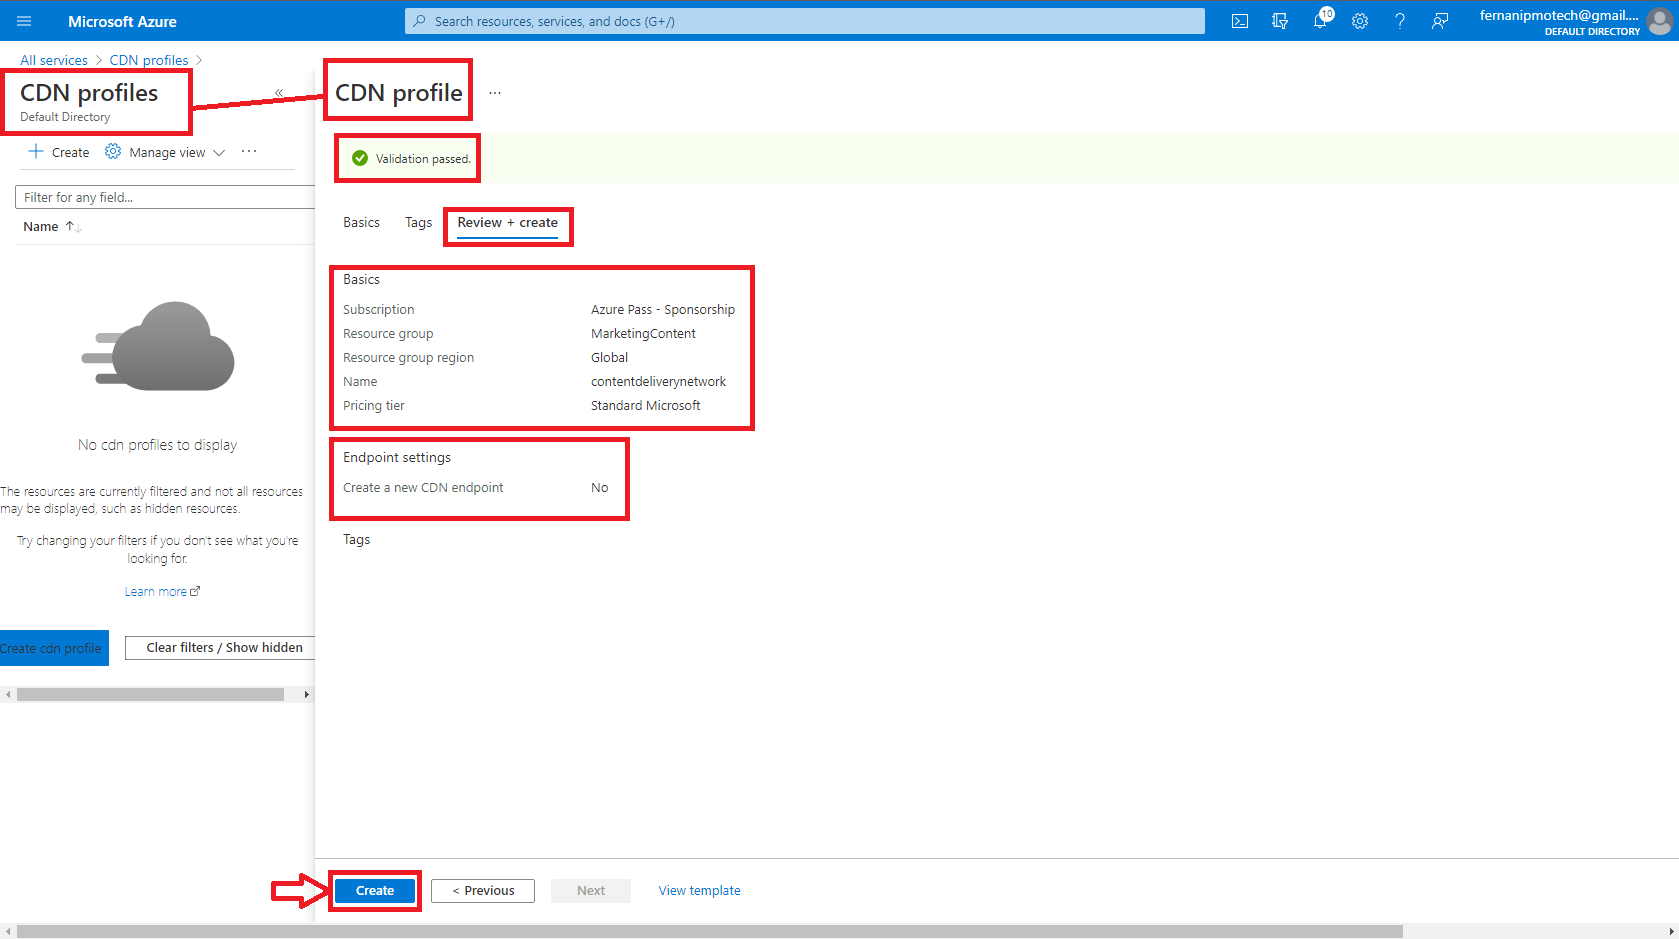 Microsoft Azure
Search resources, services, and docs (G+/)
10
fernanipmotech@gmail....
DEFAULT DIRECTORY
All services > CDN profiles >
CDN profiles
Default Directory
«
+ Create Manage view ...
Filter for any field...
Name ↑↓
No cdn profiles to display
The resources are currently filtered and not all resources
may be displayed, such as hidden resources.
Try changing your filters if you don't see what you're
looking for.
Learn more
Create cdn profile
Clear filters / Show hidden
CDN profile ...
Validation passed.
Basics Tags Review + create
Basics
Subscription Azure Pass - Sponsorship
Resource group MarketingContent
Resource group region Global
Name contentdeliverynetwork
Pricing tier Standard Microsoft
Endpoint settings
Create a new CDN endpoint No
Tags
Create < Previous Next View template